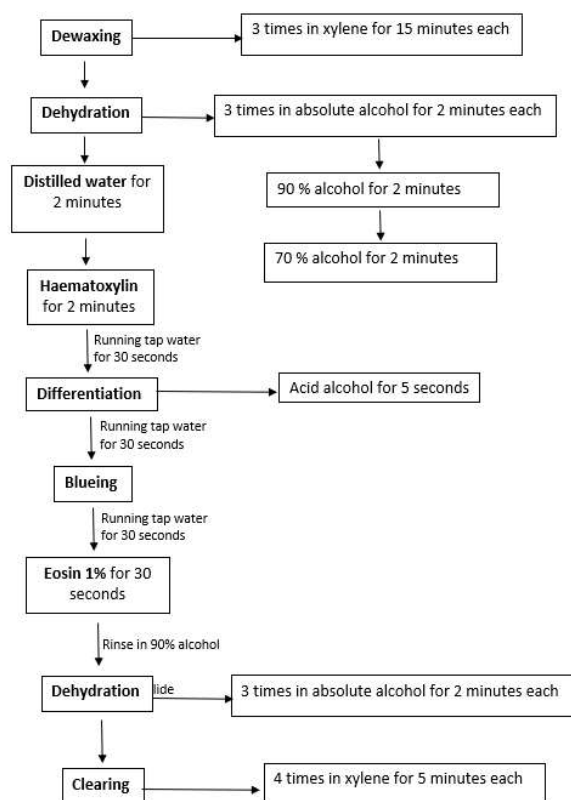 Dewaxing
3 times in xylene for 15 minutes each
Dehydration
3 times in absolute alcohol for 2 minutes each
Distilled water for
2 minutes
90 % alcohol for 2 minutes
70 % alcohol for 2 minutes
Haematoxylin
for 2 minutes
Running tap water
for 30 seconds
Differentiation
Acid alcohol for 5 seconds
Running tap water
for 30 seconds
Blueing
Running tap water
for 30 seconds
Eosin 1% for 30
seconds
Rinse in 90% alcohol
Dehydration lide
3 times in absolute alcohol for 2 minutes each
Clearing
4 times in xylene for 5 minutes each